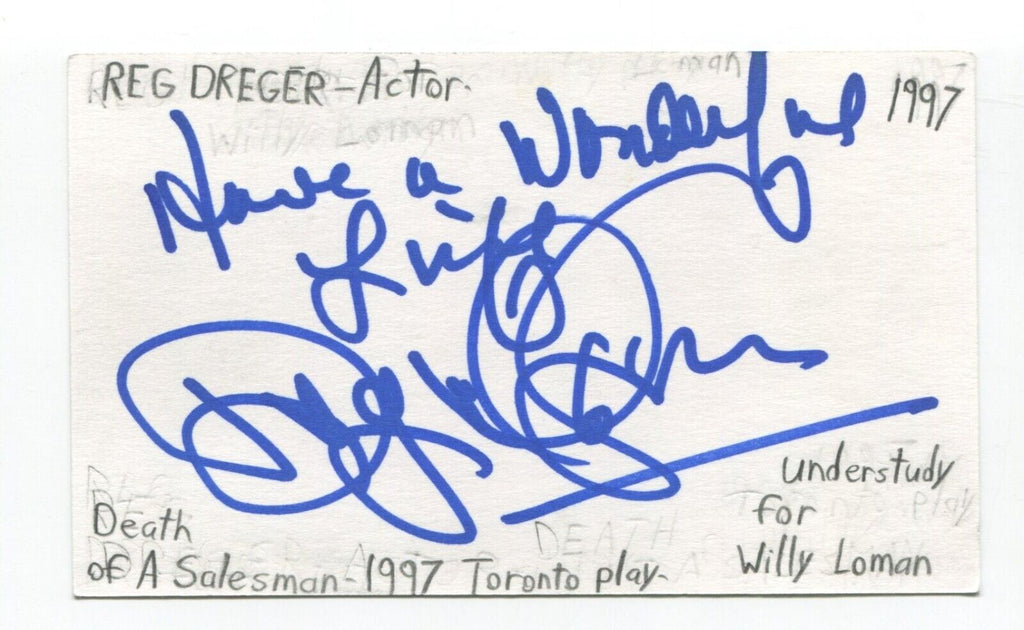 REG DREGER - Actor.
1997
Have a Wonderful
Life
Death
of A Salesman - 1997 Toronto play.
understudy
for
Willy Loman